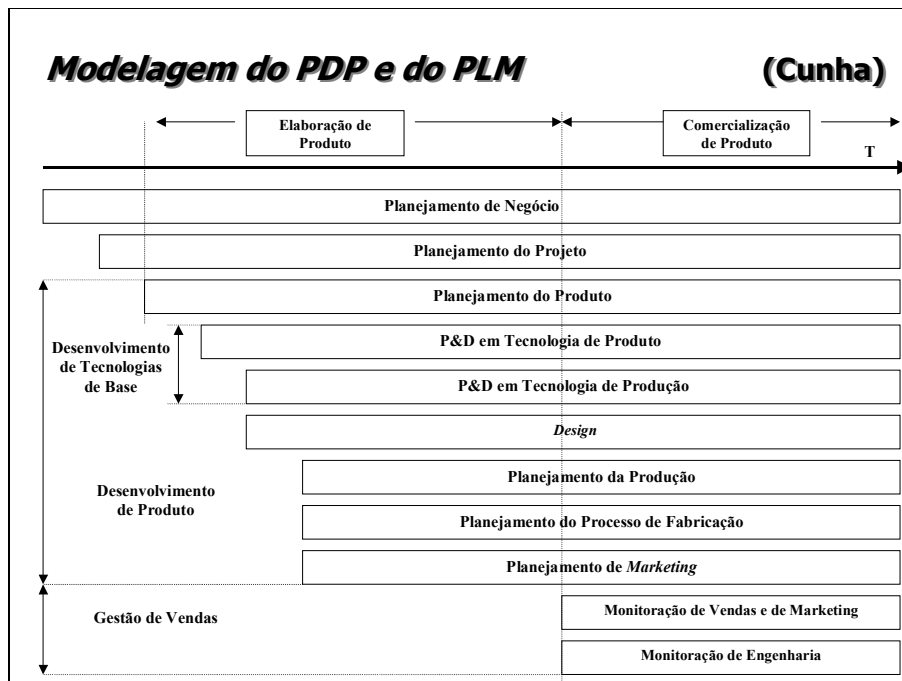 Modelagem do PDP e do PLM (Cunha)
Elaboração de
Produto
Comercialização
de Produto
T
Planejamento de Negócio
Planejamento do Projeto
Planejamento do Produto
Desenvolvimento
de Tecnologias
de Base
P&D em Tecnologia de Produto
P&D em Tecnologia de Produção
Design
Desenvolvimento
de Produto
Planejamento da Produção
Planejamento do Processo de Fabricação
Planejamento de Marketing
Gestão de Vendas
Monitoração de Vendas e de Marketing
Monitoração de Engenharia